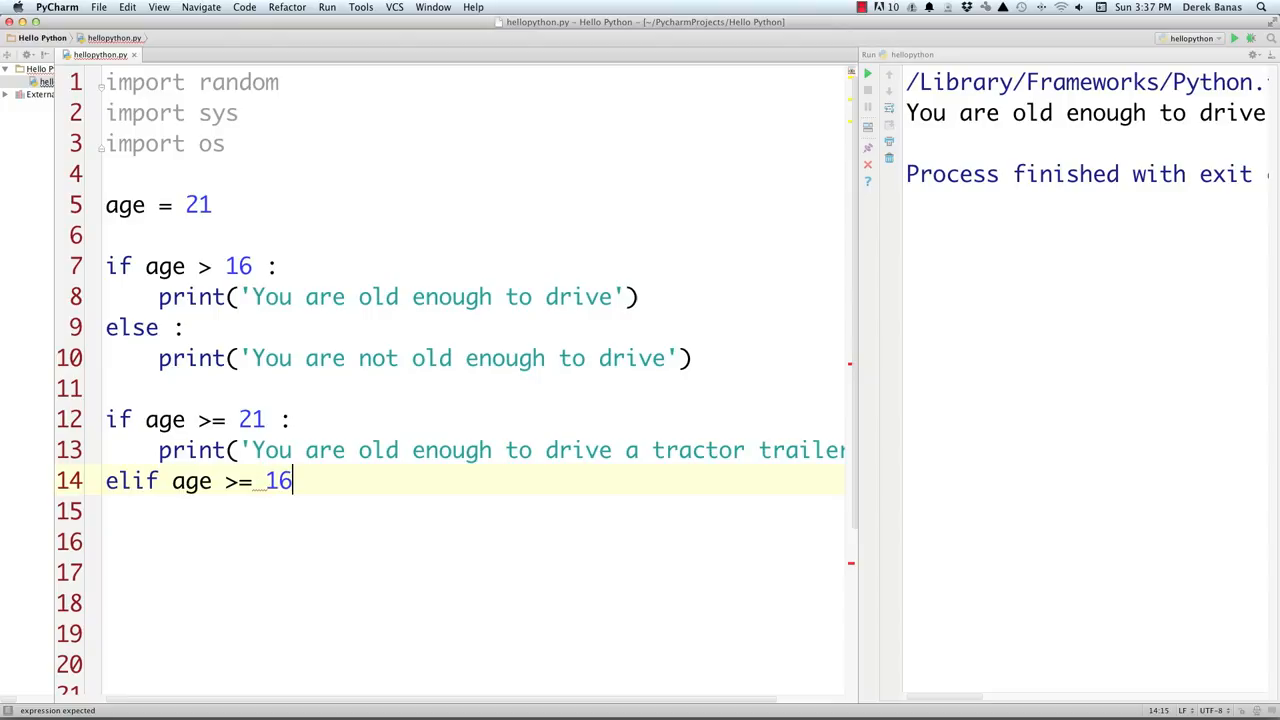 PyCharm File Edit View Navigate Code Refactor Run Tools VCS Window Help 10 Sun 3:37 PM Derek Banas
hellopython.py – Hello Python – [~/PycharmProjects/Hello Python]
Hello Python hellopython.py hellopython
hellopython.py Run hellopython
Hello Py
hell
Externa
1 import random
2 import sys
3 import os
4
5 age = 21
6
7 if age > 16 :
8 print('You are old enough to drive')
9 else :
10 print('You are not old enough to drive')
11
12 if age >= 21 :
13 print('You are old enough to drive a tractor trailer
14 elif age >= 16
15
16
17
18
19
20
21
/Library/Frameworks/Python.
You are old enough to drive
Process finished with exit
expression expected 14:15 LF UTF-8